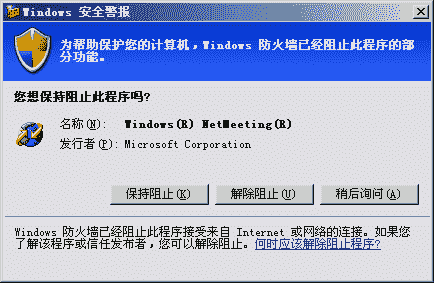 Windows 安全警报
为帮助保护您的计算机，Windows 防火墙已经阻止此程序的部
分功能。
您想保持阻止此程序吗?
名称(N): Windows(R) NetMeeting(R)
发行者(P): Microsoft Corporation
保持阻止(K) 解除阻止(U) 稍后询问(A)
Windows 防火墙已经阻止此程序接受来自 Internet 或网络的连接。如果您
了解该程序或信任发布者，您可以解除阻止。何时应该解除阻止程序?